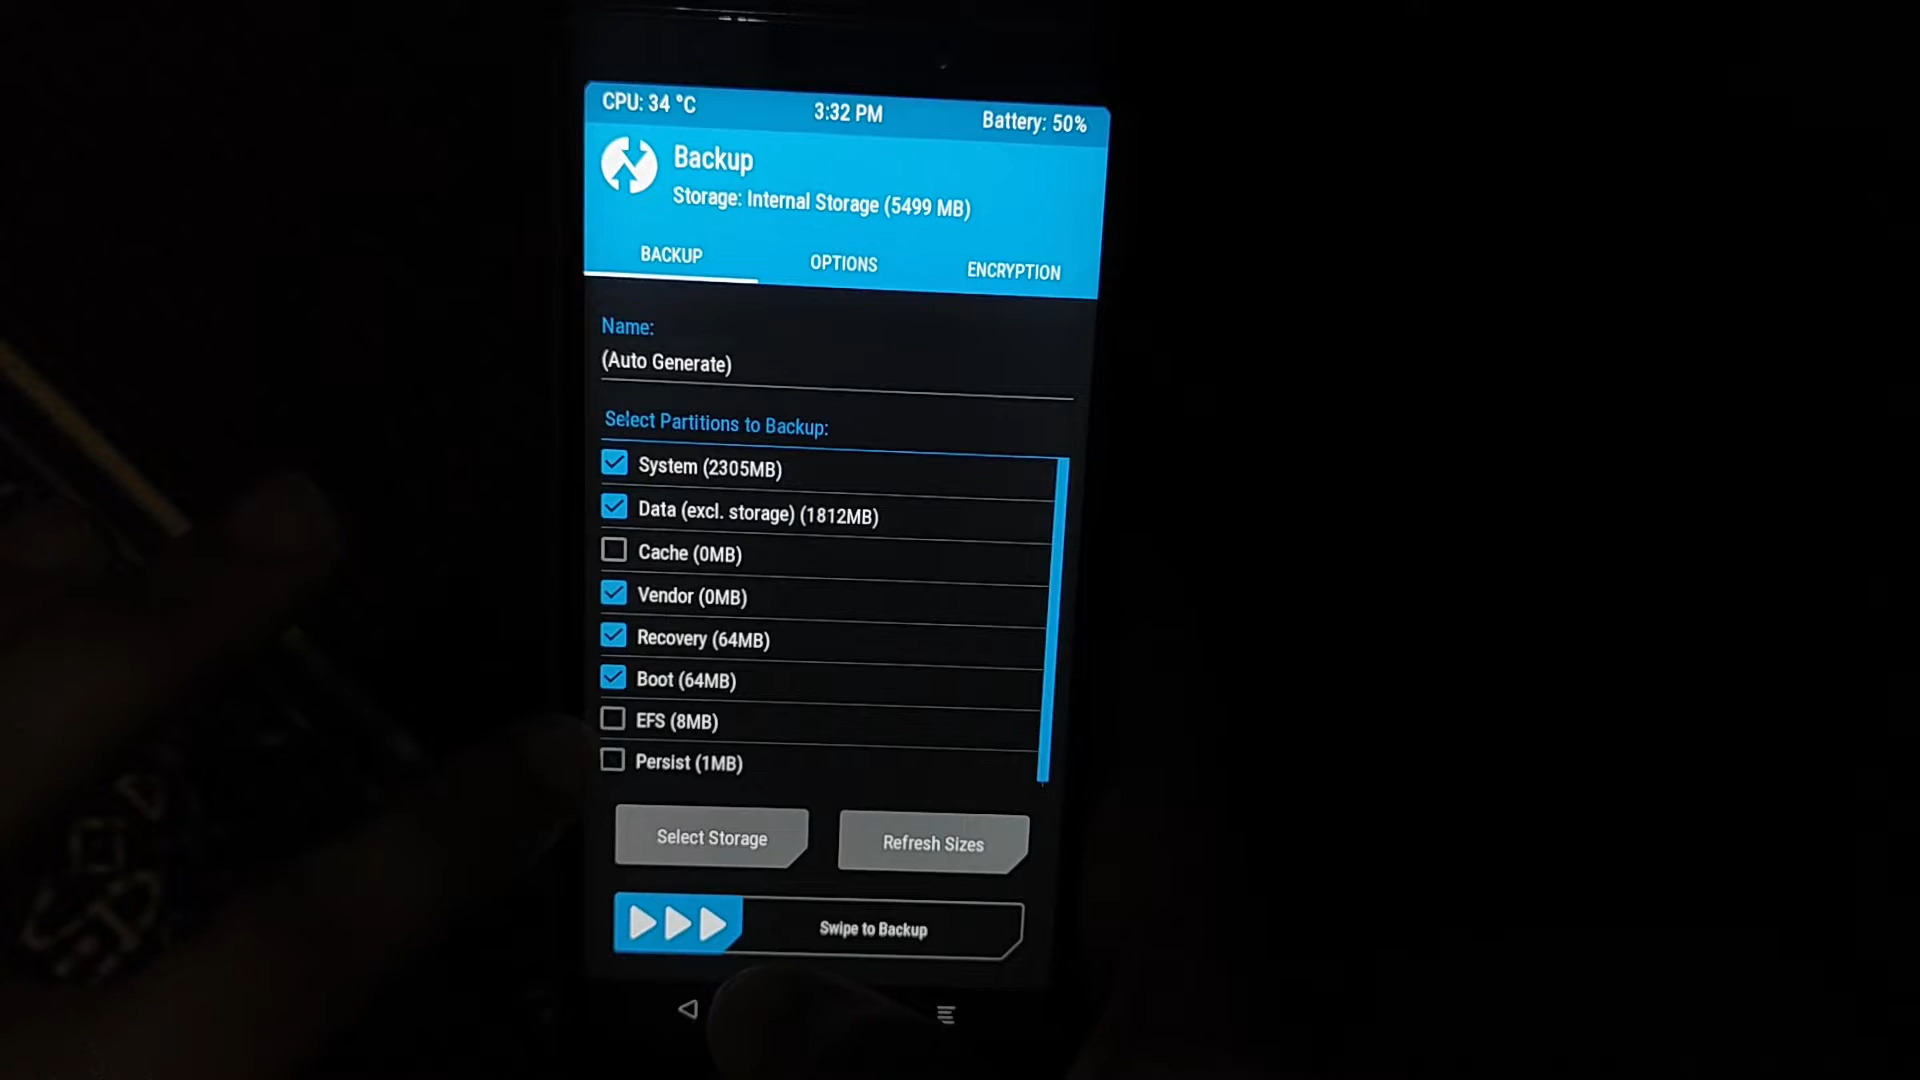 CPU: 34 °C 3:32 PM Battery: 50%
Backup
Storage: Internal Storage (5499 MB)
BACKUP OPTIONS ENCRYPTION
Name:
(Auto Generate)
Select Partitions to Backup:
System (2305MB)
Data (excl. storage) (1812MB)
Cache (0MB)
Vendor (0MB)
Recovery (64MB)
Boot (64MB)
EFS (8MB)
Persist (1MB)
Select Storage Refresh Sizes
Swipe to Backup